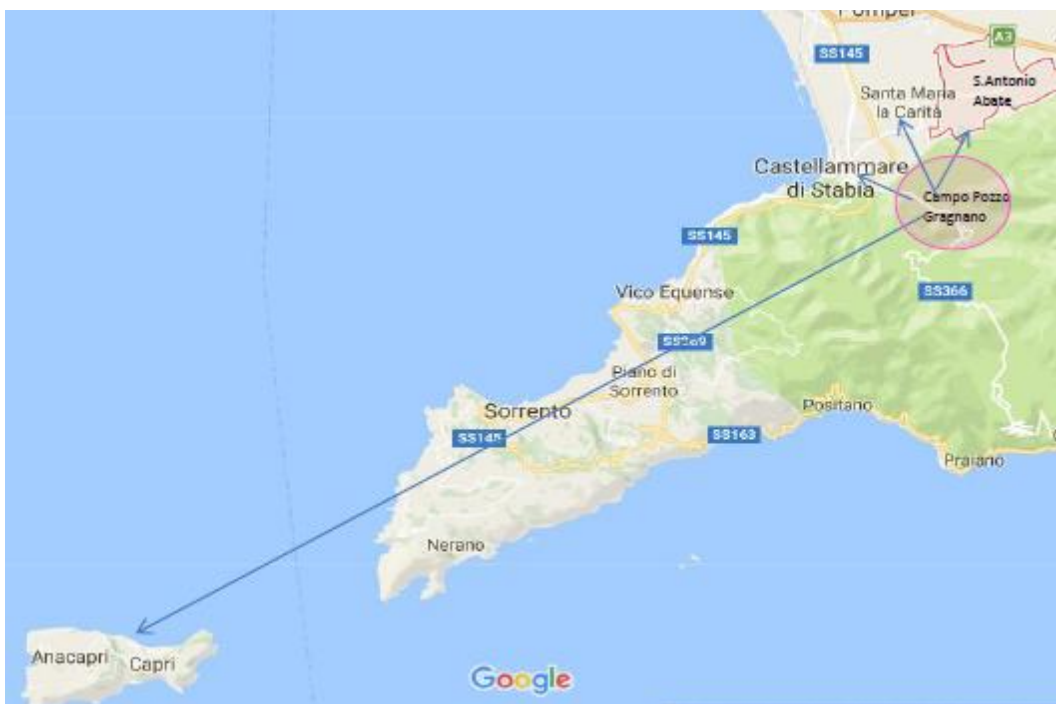 Pompei
A3
SS145
S.Antonio
Abate
Santa Maria
la Carità
Castellammare
di Stabia
Campo Pozzo
Gragnano
SS145
SS366
Vico Equense
Piano di
Sorrento
Positano
Sorrento
SS145
SS163
Praiano
Nerano
Anacapri
Capri
Google